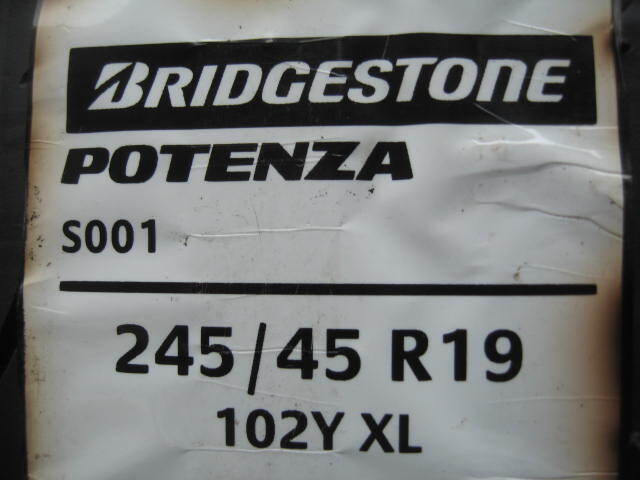 BRIDGESTONE
POTENZA
S001
245/45 R19
102Y XL